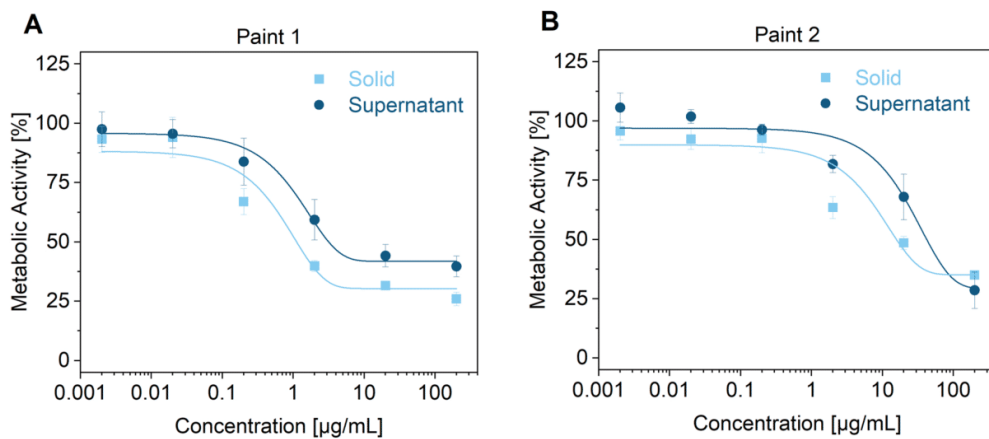 A
Paint 1
125
100
75
50
25
0
Metabolic Activity [%]
Solid
Supernatant
0.001 0.01 0.1 1 10 100
Concentration [µg/mL]
B
Paint 2
125
100
75
50
25
0
Metabolic Activity [%]
Solid
Supernatant
0.001 0.01 0.1 1 10 100
Concentration [µg/mL]